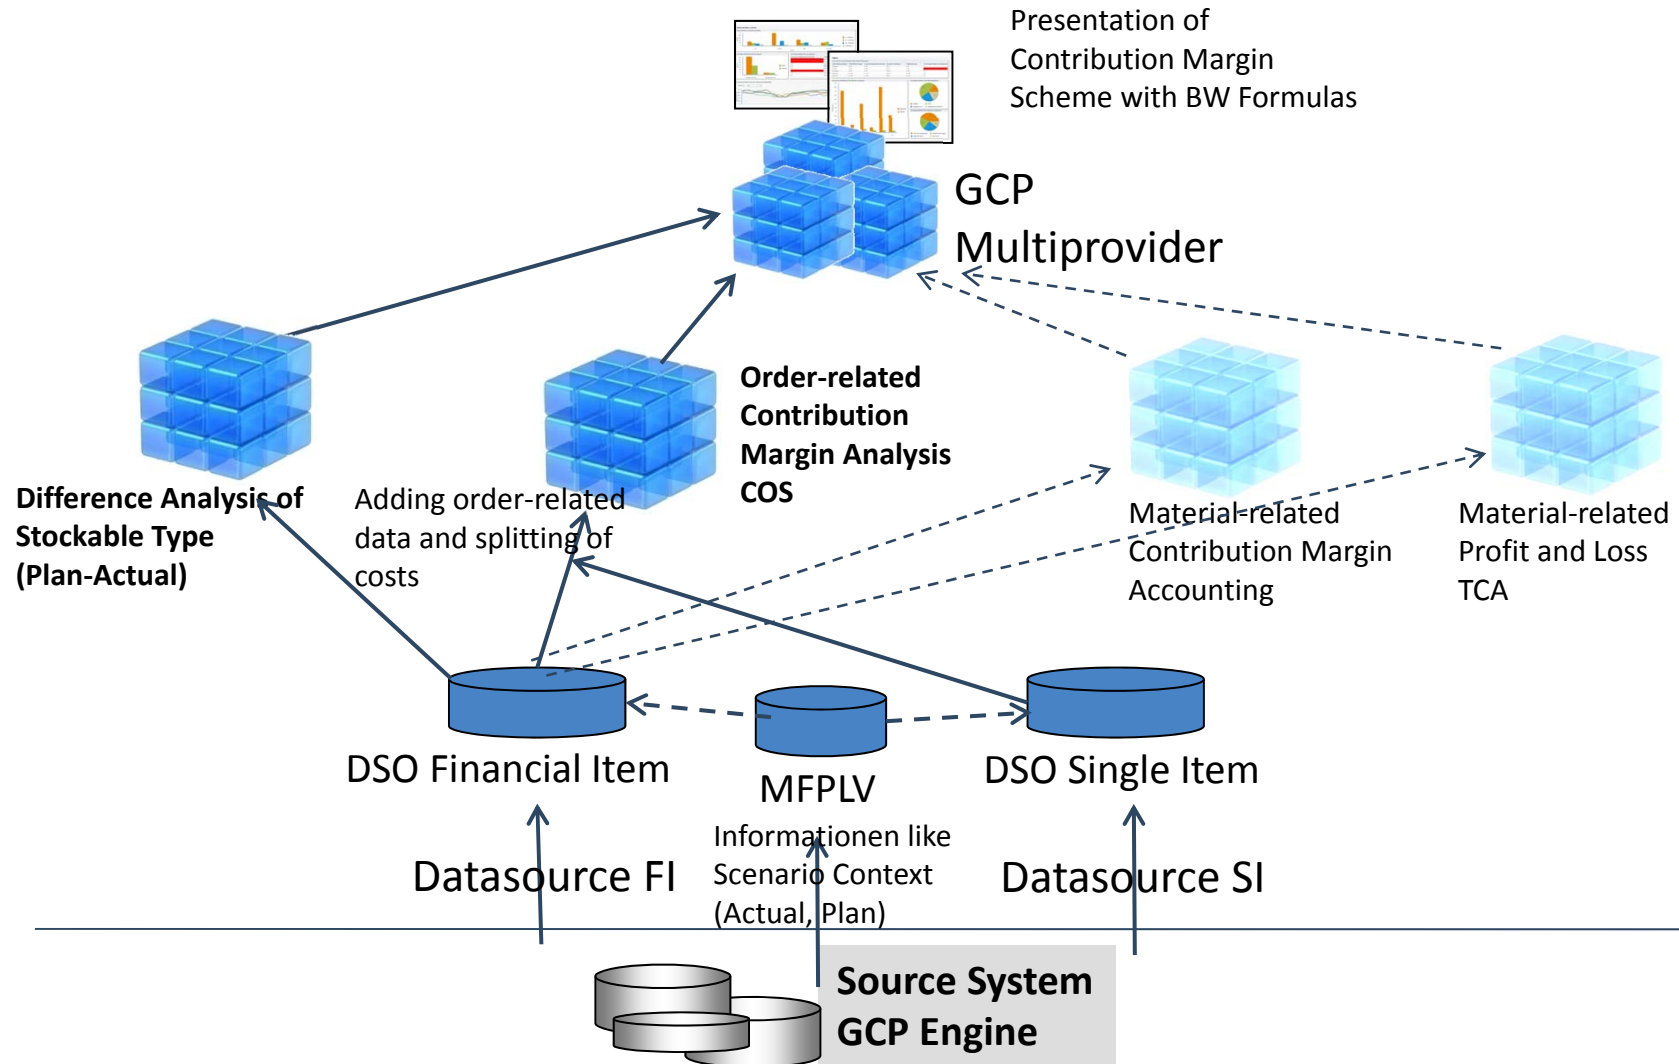 Presentation of
Contribution Margin
Scheme with BW Formulas
GCP
Multiprovider
Order-related
Contribution
Margin Analysis
COS
Difference Analysis of
Stockable Type
(Plan-Actual)
Adding order-related
data and splitting of
costs
Material-related
Contribution Margin
Accounting
Material-related
Profit and Loss
TCA
DSO Financial Item
MFPLV
DSO Single Item
Informationen like
Scenario Context
(Actual, Plan)
Datasource FI
Datasource SI
Source System
GCP Engine